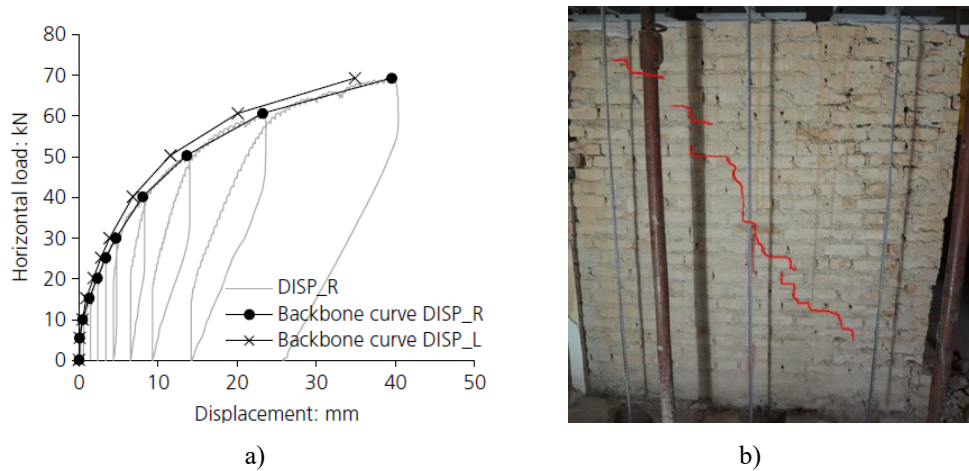 80
70
60
50
40
30
20
10
0
Horizontal load: kN
DISP_R
Backbone curve DISP_R
Backbone curve DISP_L
0 10 20 30 40 50
Displacement: mm
a) b)